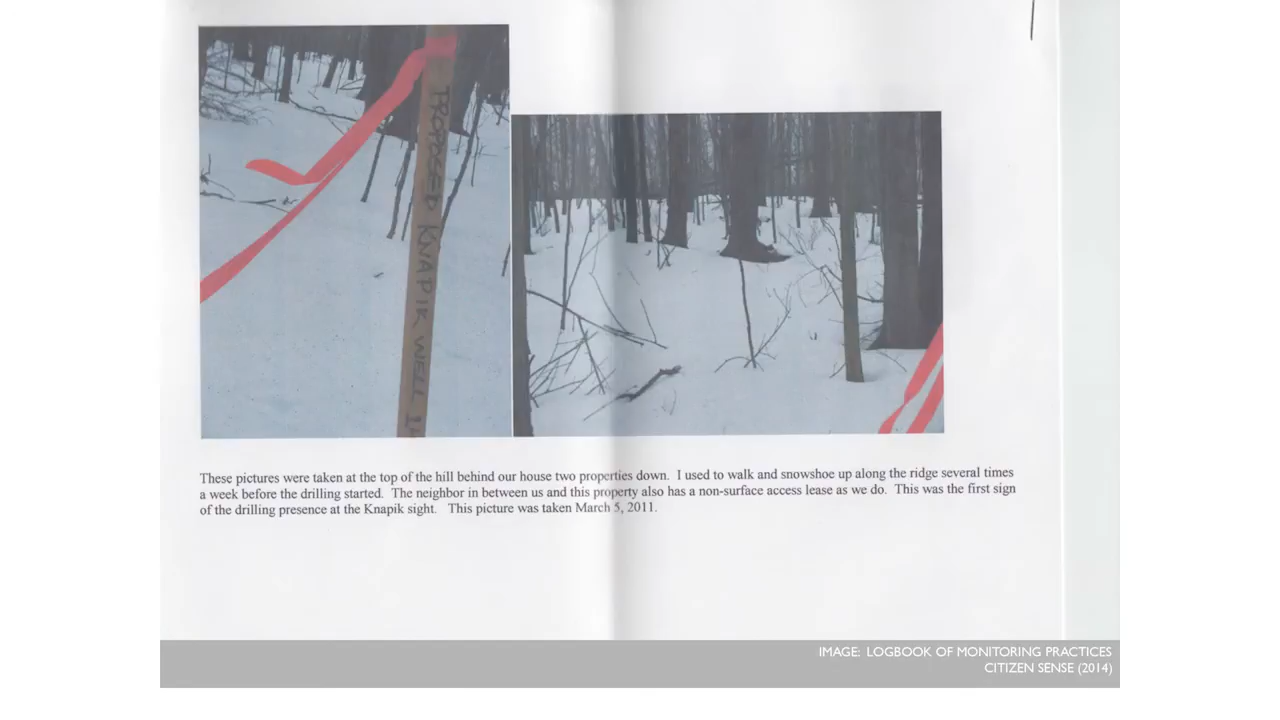 PROPOSED KNAPIK WELL
These pictures were taken at the top of the hill behind our house two properties down.  I used to walk and snowshoe up along the ridge several times
a week before the drilling started.  The neighbor in between us and this property also has a non-surface access lease as we do.  This was the first sign
of the drilling presence at the Knapik sight.   This picture was taken March 5, 2011.
IMAGE:  LOGBOOK OF MONITORING PRACTICES
CITIZEN SENSE (2014)